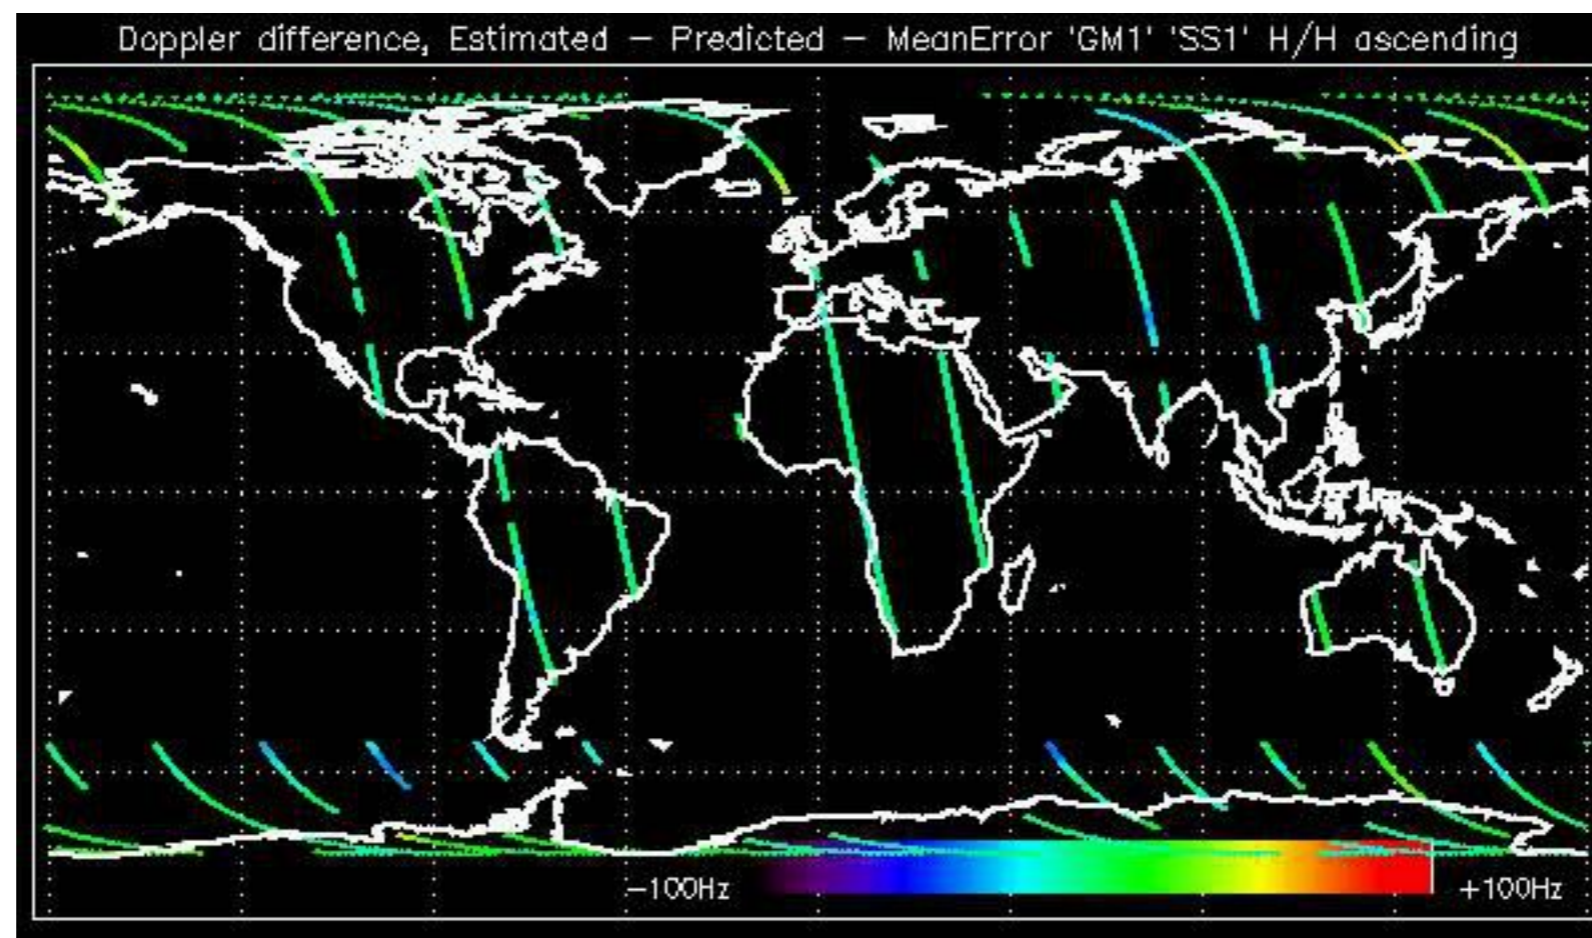 Doppler difference, Estimated – Predicted – MeanError 'GM1' 'SS1' H/H ascending
–100Hz +100Hz